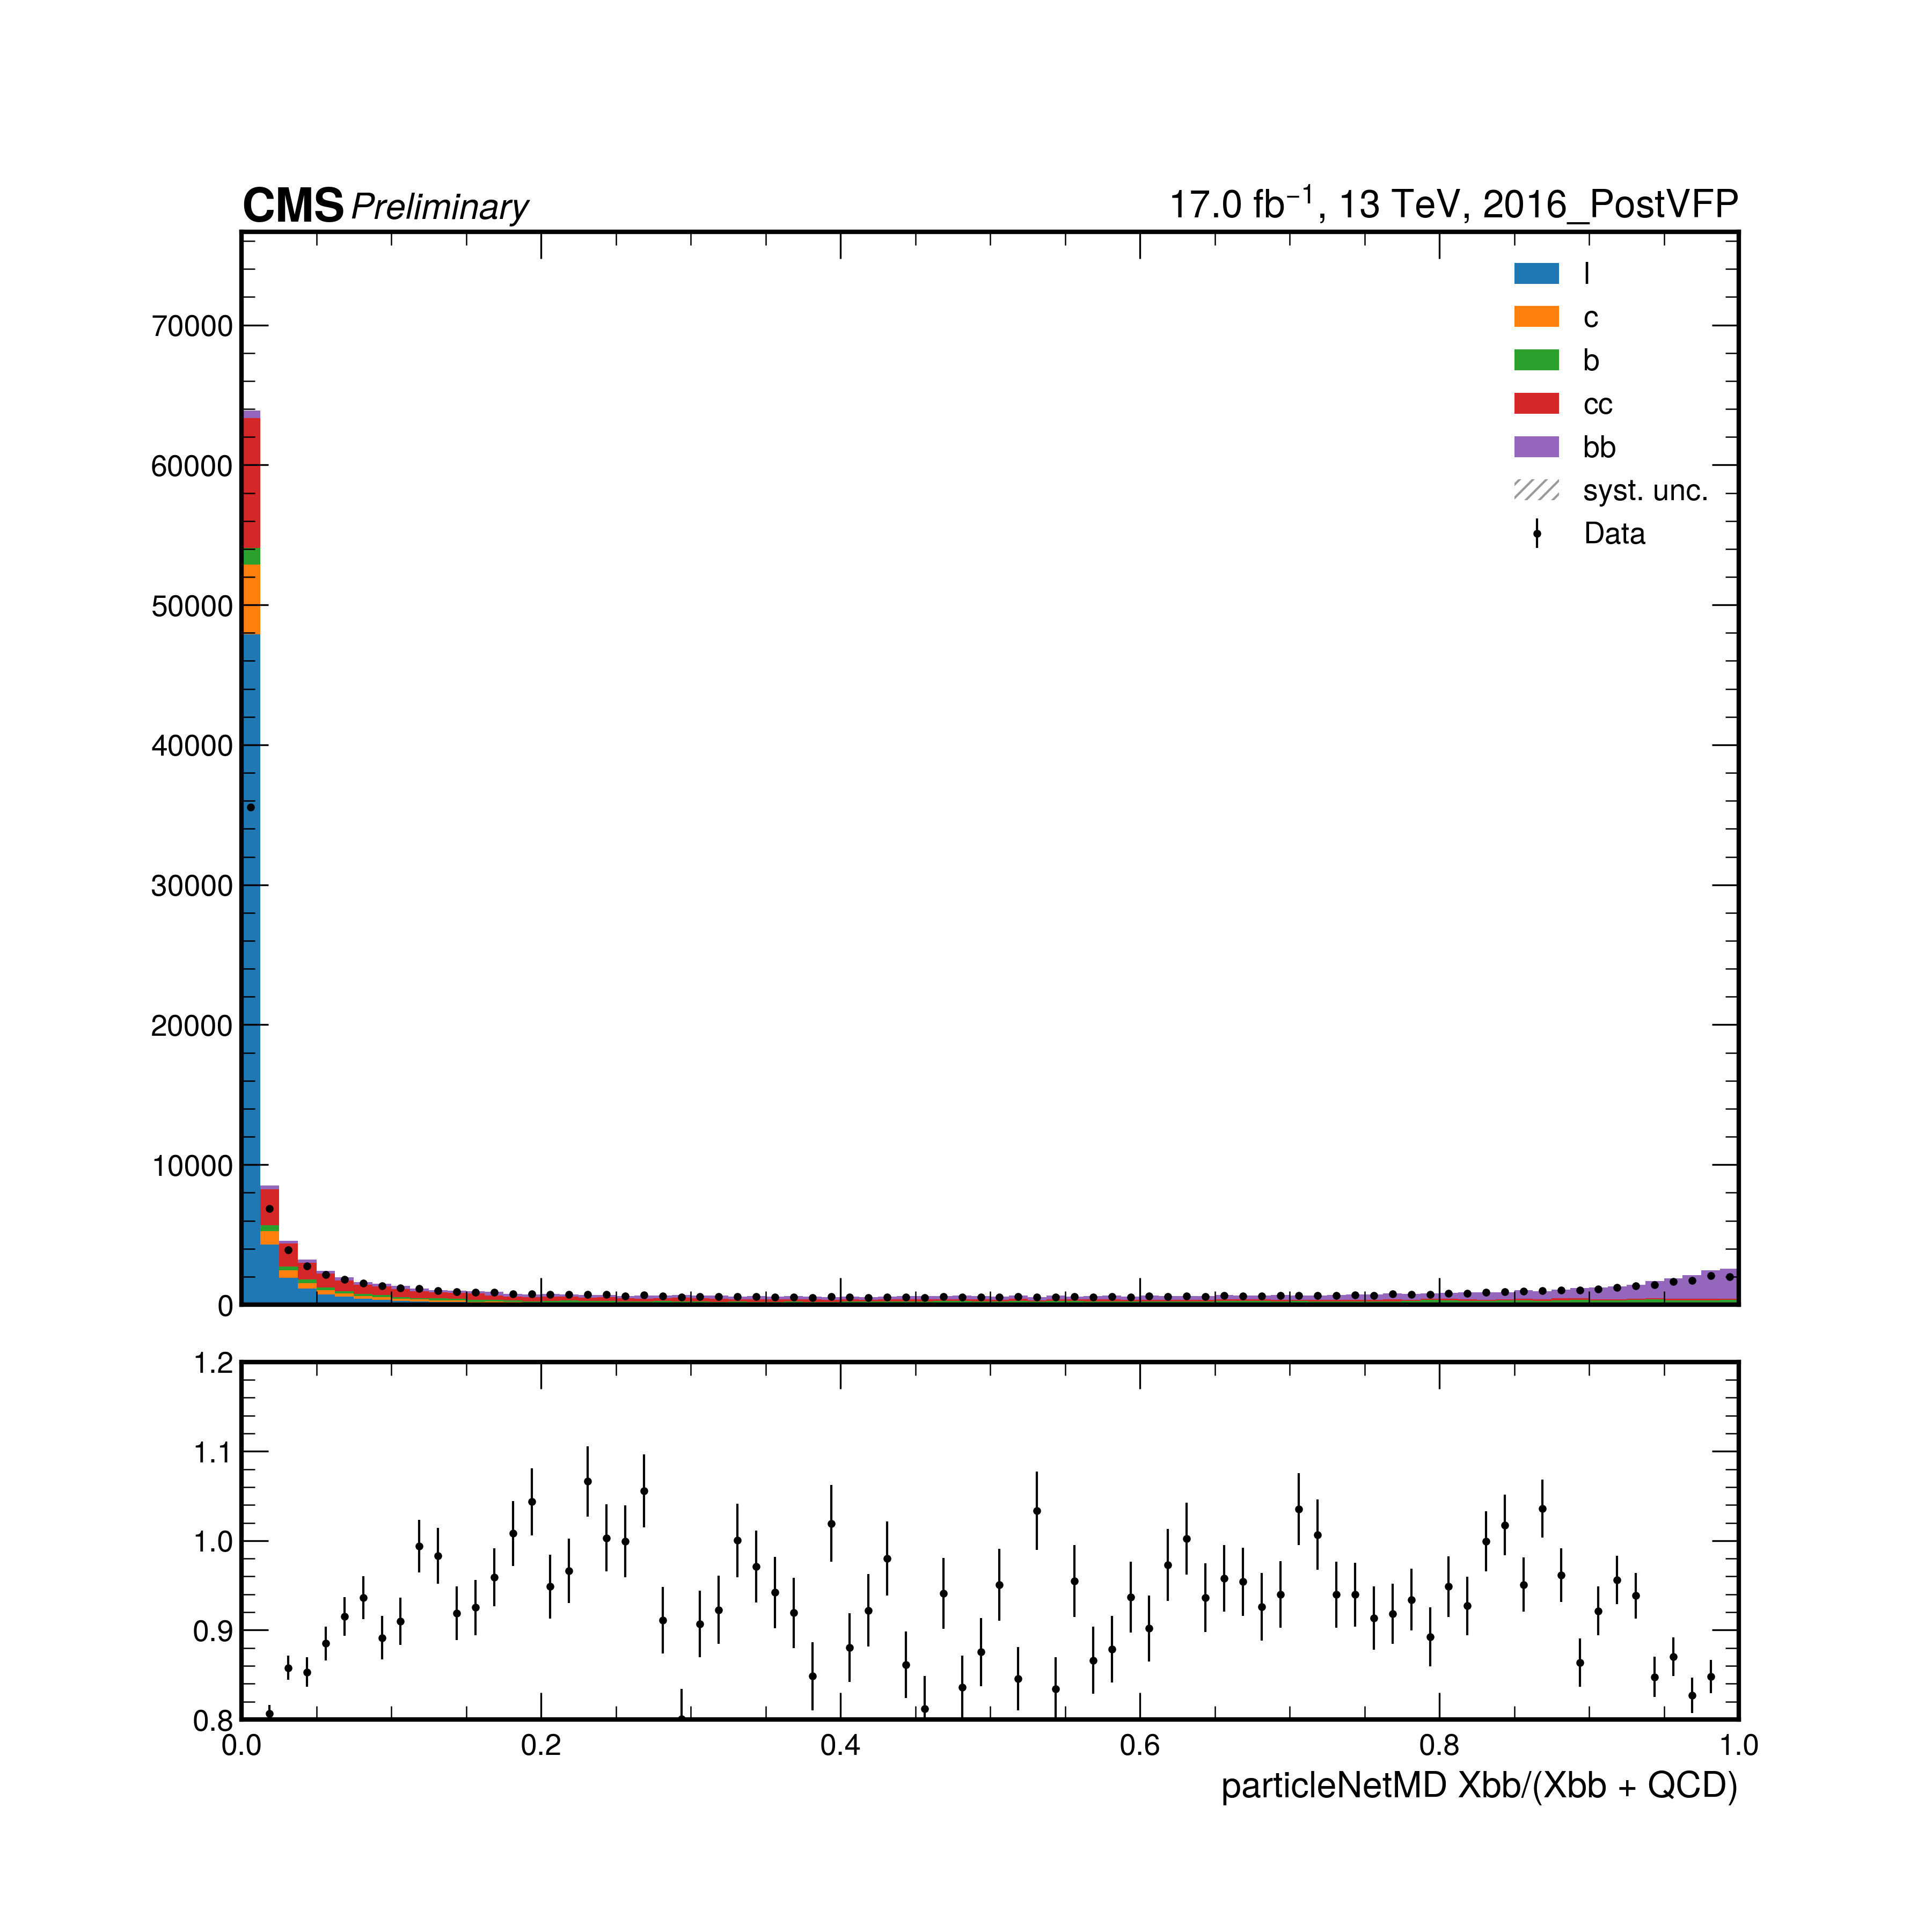 CMS Preliminary 17.0 fb⁻¹, 13 TeV, 2016_PostVFP
l
c
b
cc
bb
syst. unc.
Data
70000
60000
50000
40000
30000
20000
10000
0
1.2
1.1
1.0
0.9
0.8
0.0 0.2 0.4 0.6 0.8 1.0
particleNetMD Xbb/(Xbb + QCD)